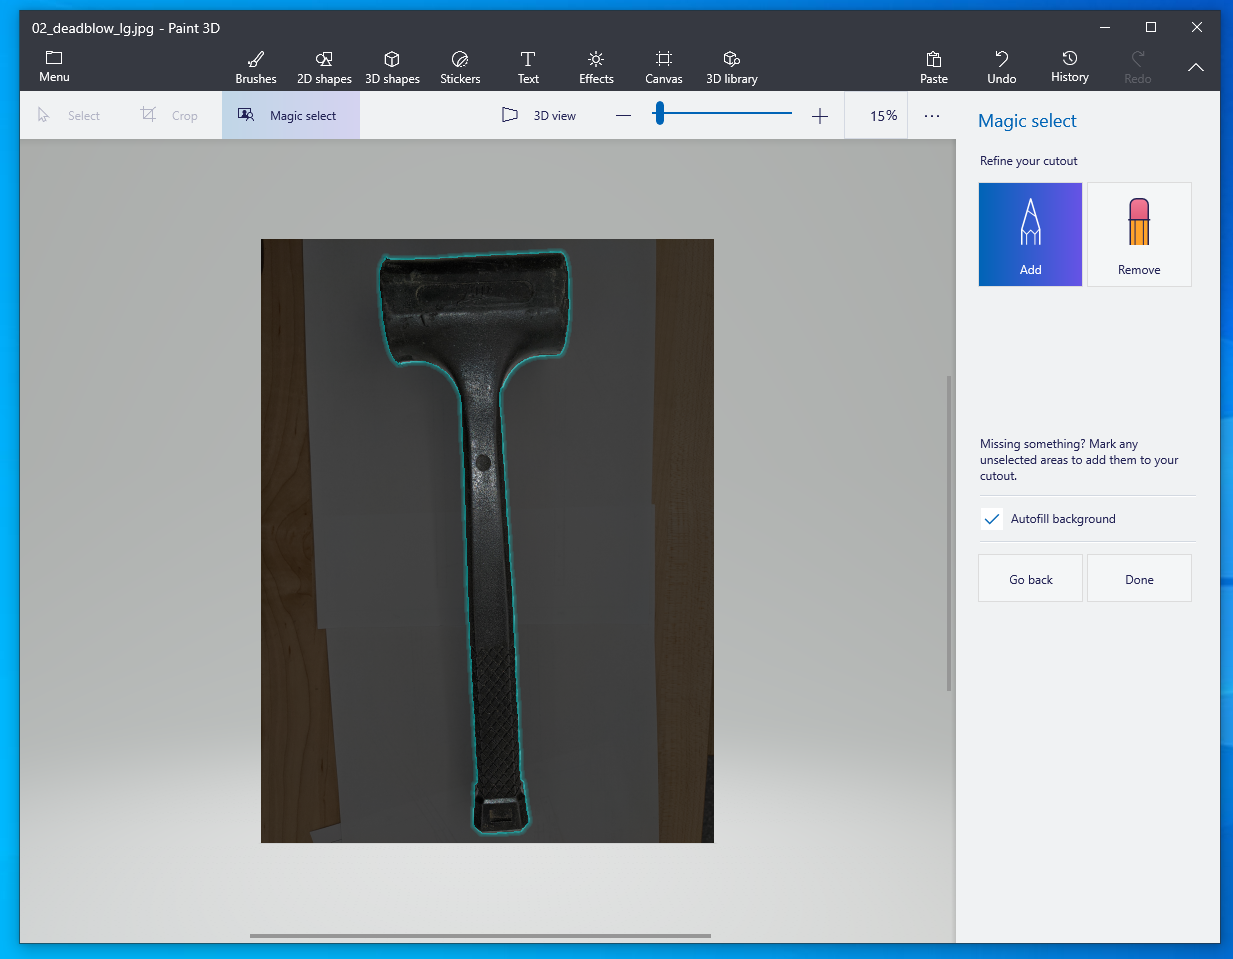 02_deadblow_lg.jpg - Paint 3D
Menu
Brushes
2D shapes
3D shapes
Stickers
Text
Effects
Canvas
3D library
Paste
Undo
History
Redo
Select
Crop
Magic select
3D view
15%
Magic select
Refine your cutout
Add
Remove
Missing something? Mark any
unselected areas to add them to your
cutout.
Autofill background
Go back
Done